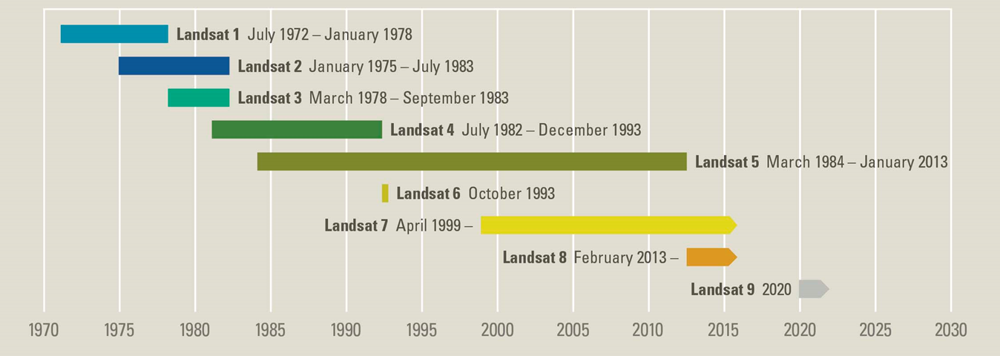 Landsat 1 July 1972 – January 1978
Landsat 2 January 1975 – July 1983
Landsat 3 March 1978 – September 1983
Landsat 4 July 1982 – December 1993
Landsat 5 March 1984 – January 2013
Landsat 6 October 1993
Landsat 7 April 1999 –
Landsat 8 February 2013 –
Landsat 9 2020
1970 1975 1980 1985 1990 1995 2000 2005 2010 2015 2020 2025 2030